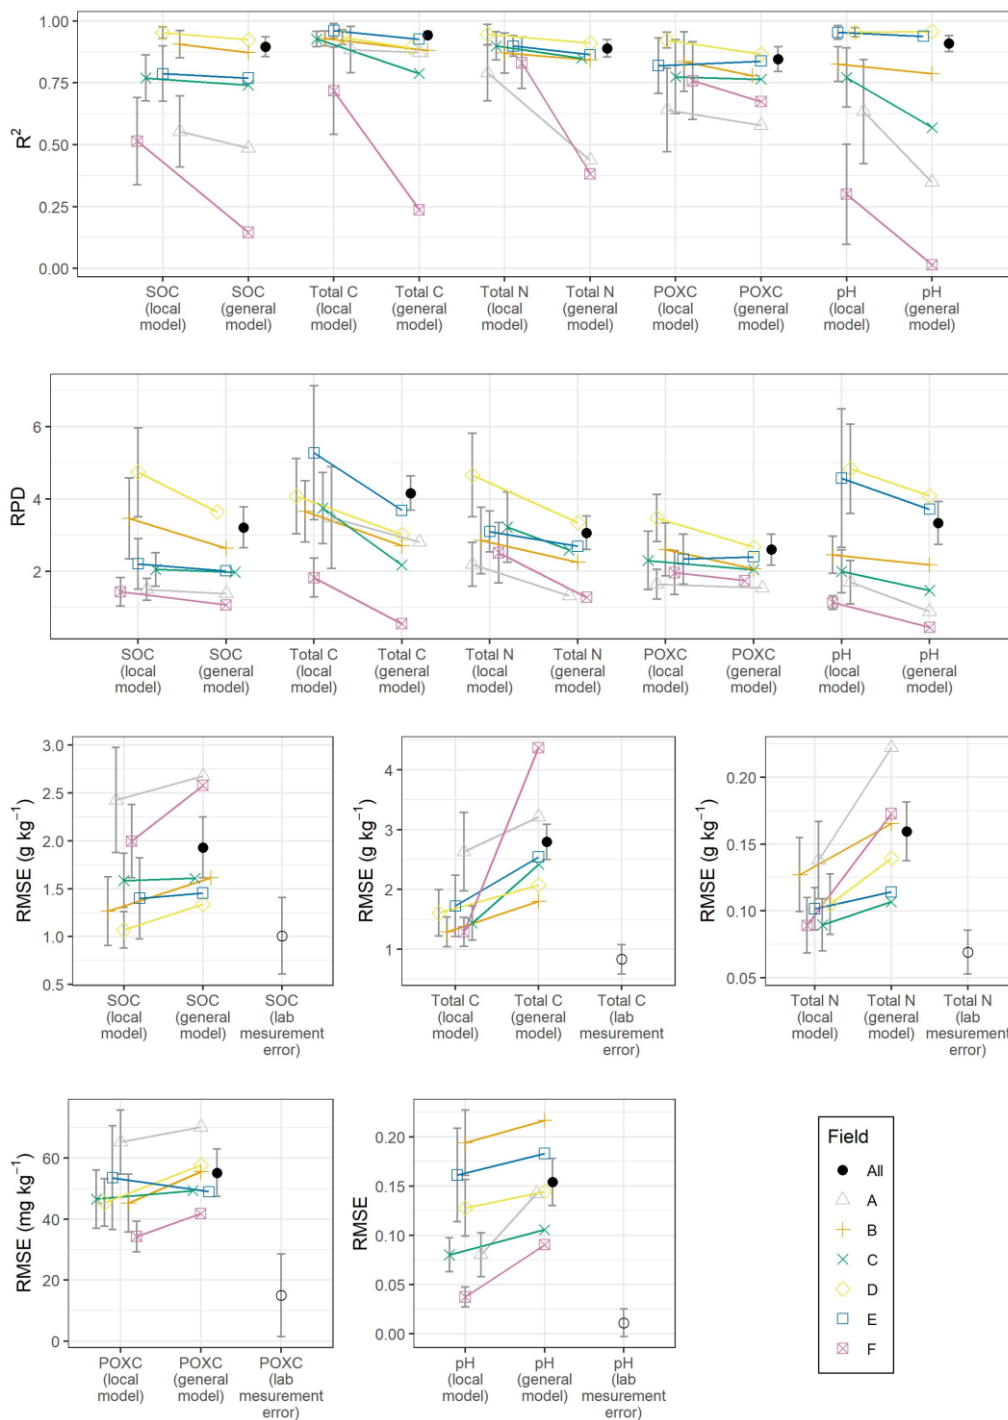 1.00
0.75
0.50
0.25
0.00
R²
SOC
(local
model)
SOC
(general
model)
Total C
(local
model)
Total C
(general
model)
Total N
(local
model)
Total N
(general
model)
POXC
(local
model)
POXC
(general
model)
pH
(local
model)
pH
(general
model)
6
4
2
RPD
SOC
(local
model)
SOC
(general
model)
Total C
(local
model)
Total C
(general
model)
Total N
(local
model)
Total N
(general
model)
POXC
(local
model)
POXC
(general
model)
pH
(local
model)
pH
(general
model)
3.0
2.5
2.0
1.5
1.0
0.5
RMSE (g kg⁻¹)
SOC
(local
model)
SOC
(general
model)
SOC
(lab
mesurement
error)
4
3
2
1
RMSE (g kg⁻¹)
Total C
(local
model)
Total C
(general
model)
Total C
(lab
mesurement
error)
0.20
0.15
0.10
0.05
RMSE (g kg⁻¹)
Total N
(local
model)
Total N
(general
model)
Total N
(lab
mesurement
error)
60
40
20
0
RMSE (mg kg⁻¹)
POXC
(local
model)
POXC
(general
model)
POXC
(lab
mesurement
error)
0.20
0.15
0.10
0.05
0.00
RMSE
pH
(local
model)
pH
(general
model)
pH
(lab
mesurement
error)
Field
All
A
B
C
D
E
F